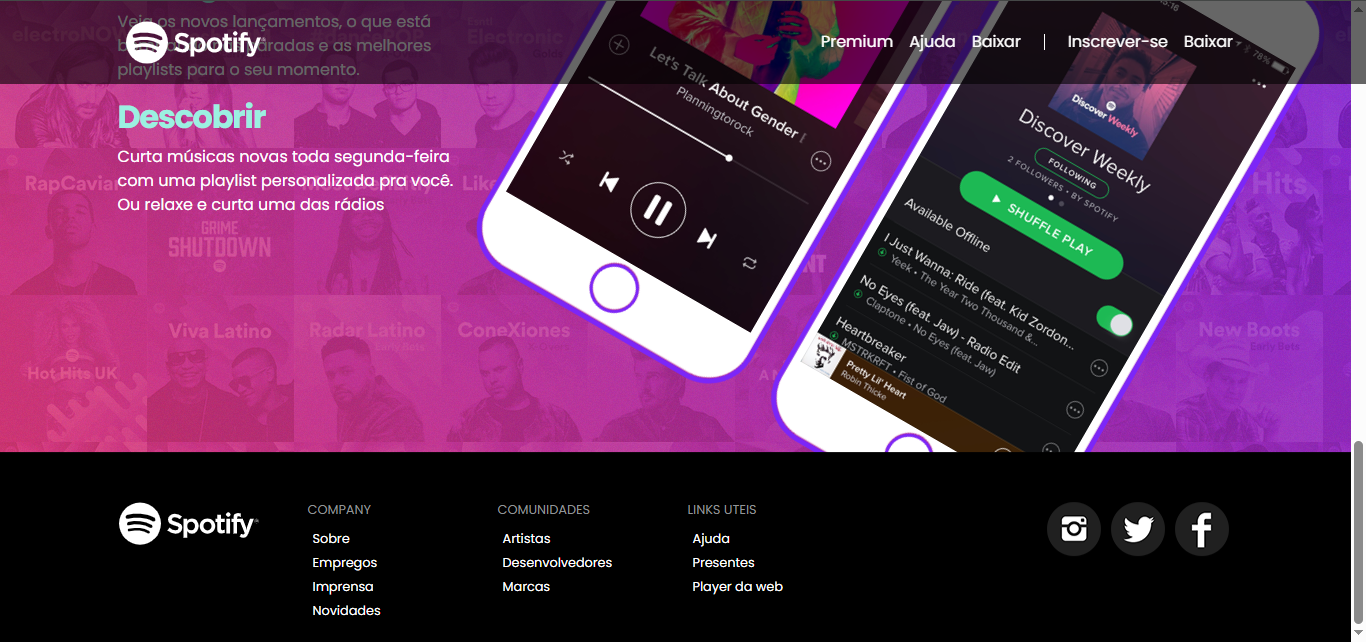 Veja os novos lançamentos, o que está
playlists para o seu momento.
Spotify
Premium
Ajuda
Baixar
|
Inscrever-se
Baixar
Descobrir
Curta músicas novas toda segunda-feira
com uma playlist personalizada pra você.
Ou relaxe e curta uma das rádios
electroNOW
Electronic
RapCaviar
GRIME
SHUTDOWN
Hits
Viva Latino
Radar Latino
ConeXiones
New Boots
Hot Hits UK
Let's Talk About Gender
Planningtorock
78%
Discover Weekly
Discover Weekly
FOLLOWING
2 FOLLOWERS • BY SPOTIFY
SHUFFLE PLAY
Available Offline
I Just Wanna: Ride (feat. Kid Zordon...
Yeek • The Year Two Thousand &...
No Eyes (feat. Jaw) - Radio Edit
Claptone • No Eyes (feat. Jaw)
Heartbreaker
MSTRKRFT • Fist of God
Pretty Lil' Heart
Robin Thicke
Spotify
COMPANY
Sobre
Empregos
Imprensa
Novidades
COMUNIDADES
Artistas
Desenvolvedores
Marcas
LINKS UTEIS
Ajuda
Presentes
Player da web